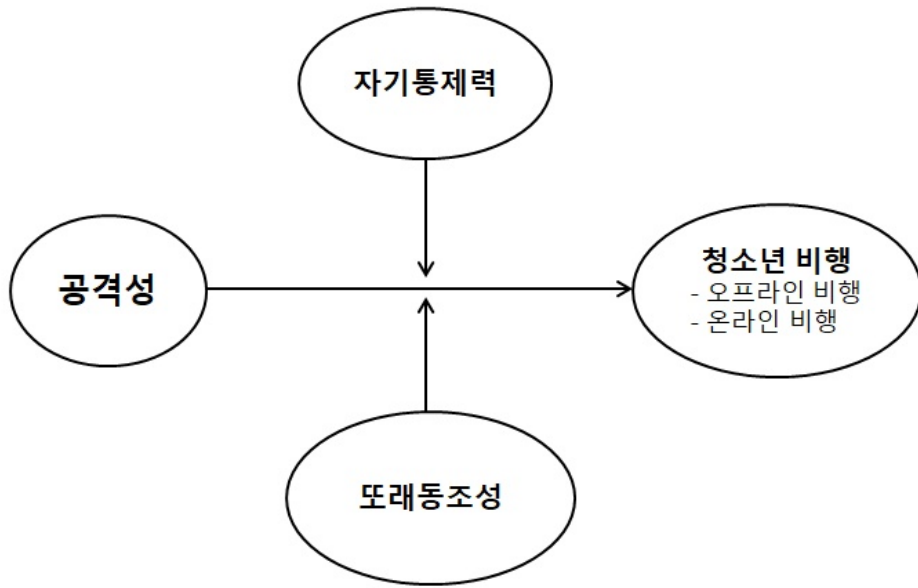 자기통제력
공격성
청소년 비행
- 오프라인 비행
- 온라인 비행
또래동조성